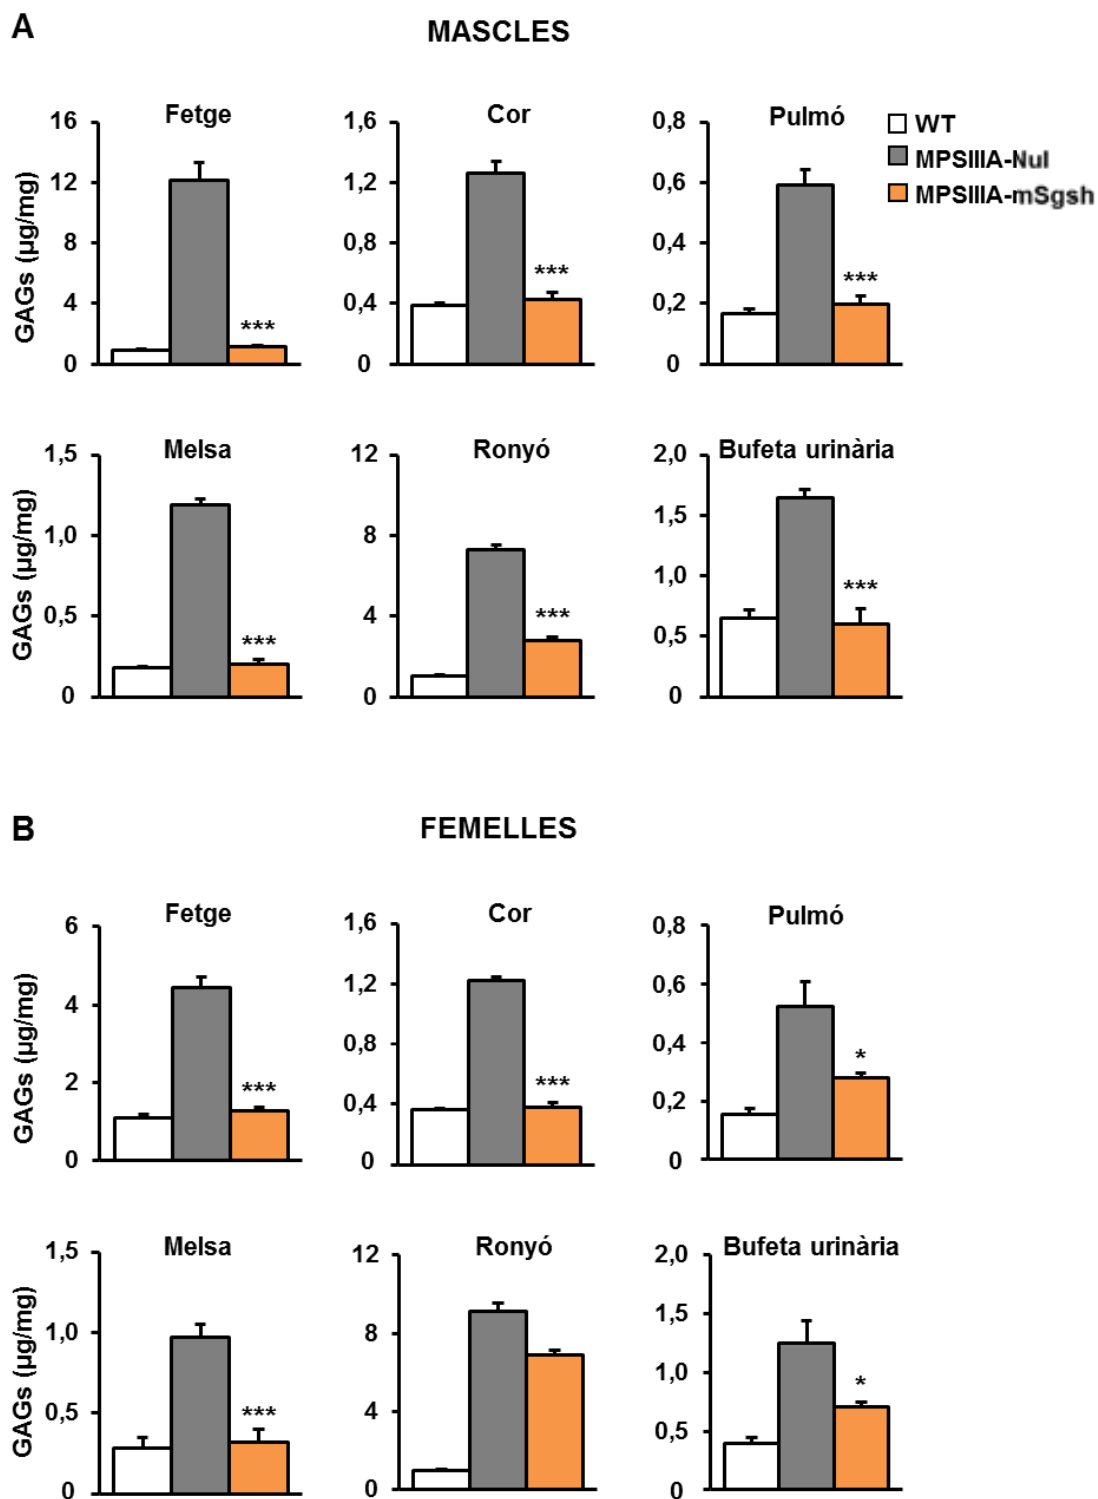 A
MASCLES
Fetge
Cor
Pulmó
WT
MPSIIIA-Nul
MPSIIIA-mSgsh
GAGs (µg/mg)
16
12
8
4
0
***
1,6
1,2
0,8
0,4
0
***
0,8
0,6
0,4
0,2
0
***
Melsa
Ronyó
Bufeta urinària
GAGs (µg/mg)
1,5
1,0
0,5
0
***
12
8
4
0
***
2,0
1,5
1,0
0,5
0
***
B
FEMELLES
Fetge
Cor
Pulmó
GAGs (µg/mg)
6
4
2
0
***
1,6
1,2
0,8
0,4
0
***
0,8
0,6
0,4
0,2
0
*
Melsa
Ronyó
Bufeta urinària
GAGs (µg/mg)
1,5
1,0
0,5
0
***
12
8
4
0
2,0
1,5
1,0
0,5
0
*